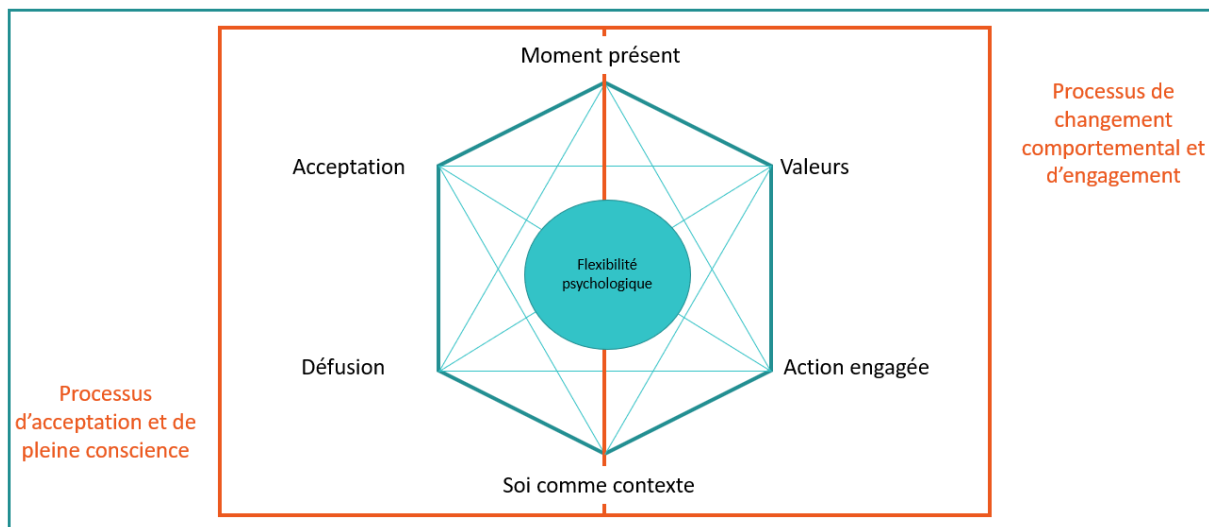 Moment présent
Processus de
changement
comportemental et
d’engagement
Acceptation
Valeurs
Flexibilité
psychologique
Défusion
Action engagée
Processus
d’acceptation et de
pleine conscience
Soi comme contexte